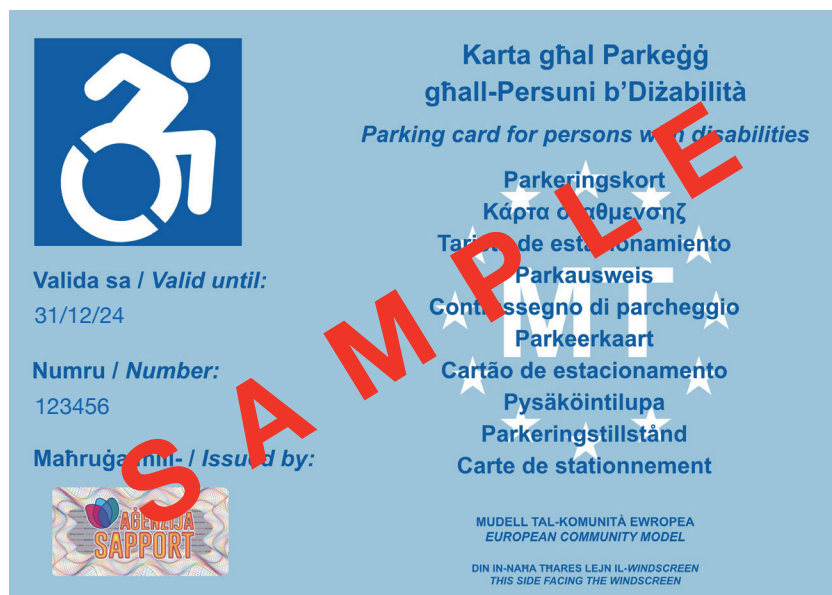 Karta għal Parkeġġ
għall-Persuni b’Diżabilità
Parking card for persons with disabilities
Parkeringskort
Κάρτα σταθμενσηζ
Tarjeta de estacionamiento
Parkausweis
Contrassegno di parcheggio
Parkeerkaart
Cartão de estacionamento
Pysäköintilupa
Parkeringstillstånd
Carte de stationnement
MT
Valida sa / Valid until:
31/12/24
Numru / Number:
123456
Maħruġa mill- / Issued by:
AĠENZIJA
SAPPORT
MUDELL TAL-KOMUNITÀ EWROPEA
EUROPEAN COMMUNITY MODEL
DIN IN-NAĦA TĦARES LEJN IL-WINDSCREEN
THIS SIDE FACING THE WINDSCREEN
SAMPLE